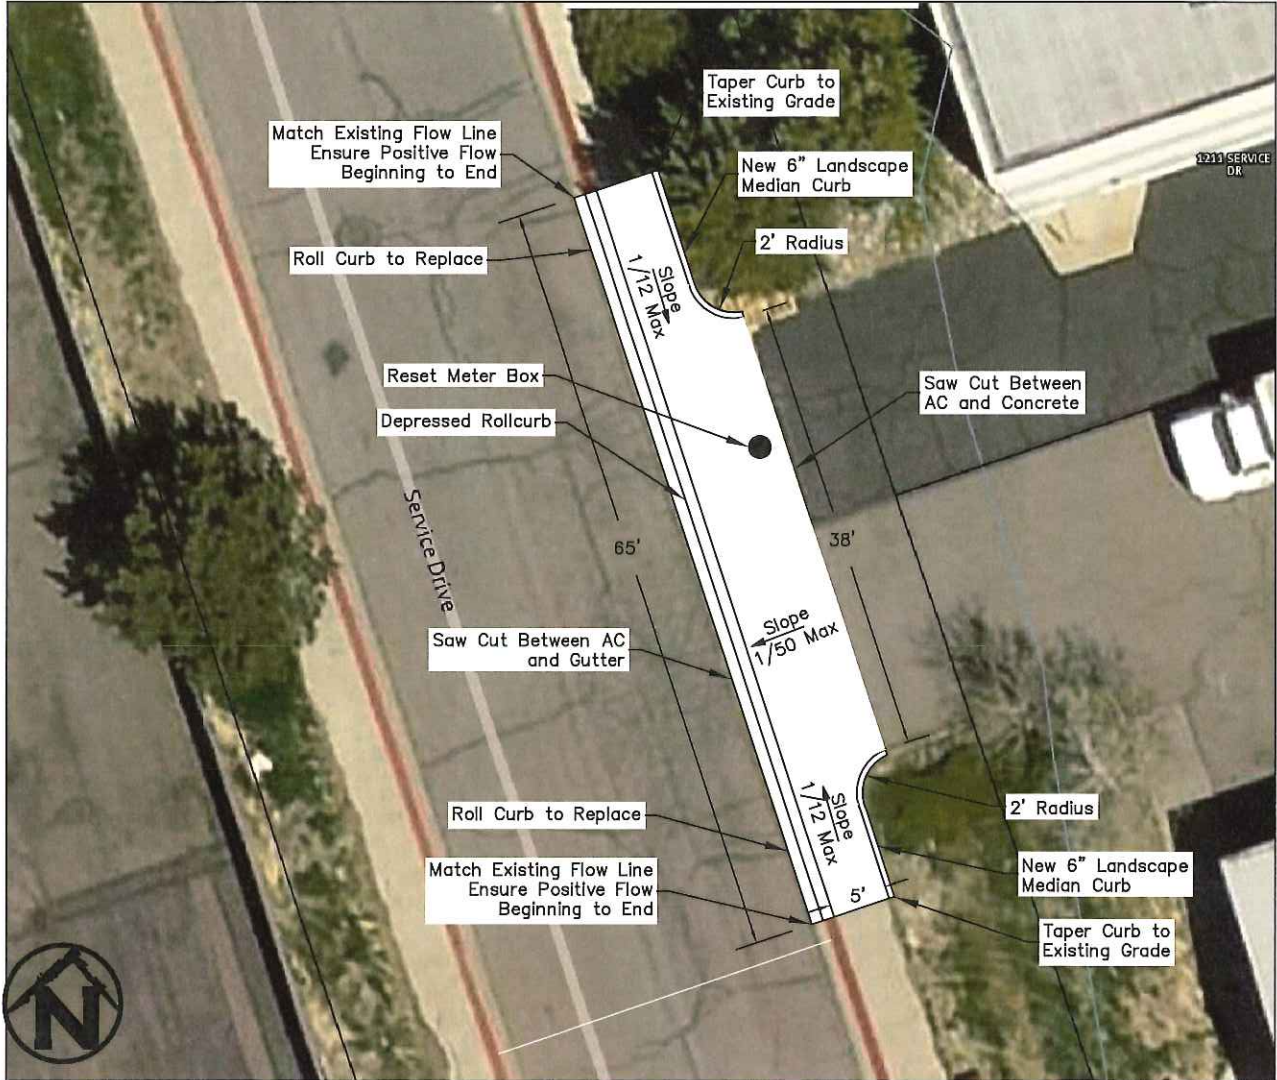 Taper Curb to
Existing Grade
Match Existing Flow Line
Ensure Positive Flow
Beginning to End
New 6" Landscape
Median Curb
1211 SERVICE
DR
2' Radius
Roll Curb to Replace
Slope
1/12 Max
Reset Meter Box
Saw Cut Between
AC and Concrete
Depressed Rollcurb
Service Drive
65'
38'
Slope
1/50 Max
Saw Cut Between AC
and Gutter
Slope
1/12 Max
Roll Curb to Replace
2' Radius
Match Existing Flow Line
Ensure Positive Flow
Beginning to End
5'
New 6" Landscape
Median Curb
Taper Curb to
Existing Grade
N